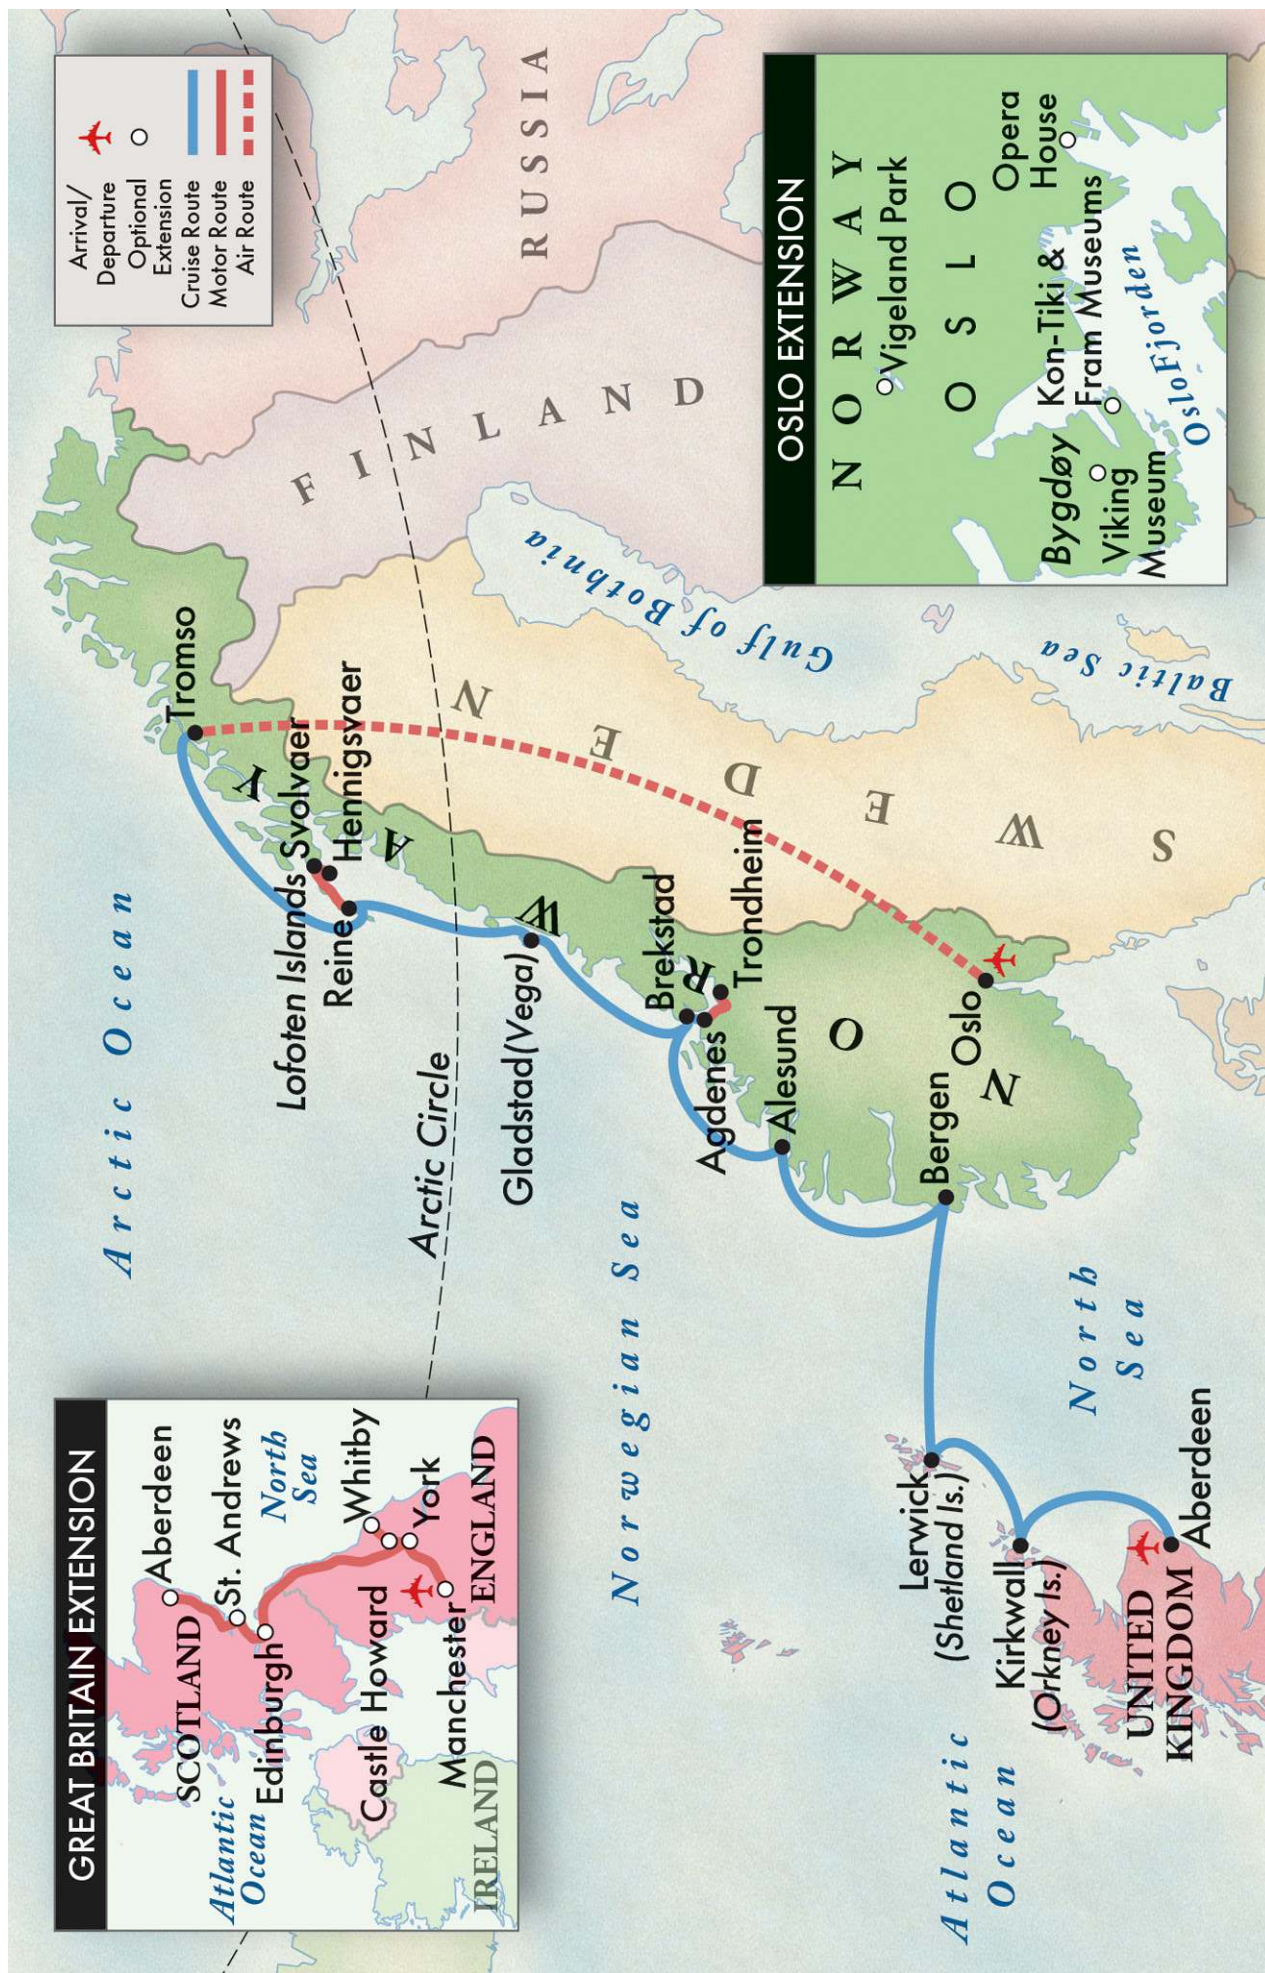 GREAT BRITAIN EXTENSION
SCOTLAND
Aberdeen
St. Andrews
Atlantic
Ocean
Edinburgh
North
Sea
Castle Howard
Whitby
York
Manchester
ENGLAND
IRELAND
Arrival/
Departure
Optional
Extension
Cruise Route
Motor Route
Air Route
Arctic Ocean
Tromso
Lofoten Islands
Svolvaer
Reine
Hennigsvaer
Arctic Circle
Gladstad(Vega)
Norwegian Sea
Brekstad
Agdenes
Trondheim
Alesund
Bergen
Oslo
NORWAY
SWEDEN
FINLAND
RUSSIA
Gulf of Bothnia
Baltic Sea
Lerwick
(Shetland Is.)
Kirkwall
(Orkney Is.)
North
Sea
Atlantic
Ocean
UNITED
KINGDOM
Aberdeen
OSLO EXTENSION
NORWAY
Vigeland Park
OSLO
Opera
House
Bygdøy
Kon-Tiki &
Fram Museums
Viking
Museum
OsloFjorden